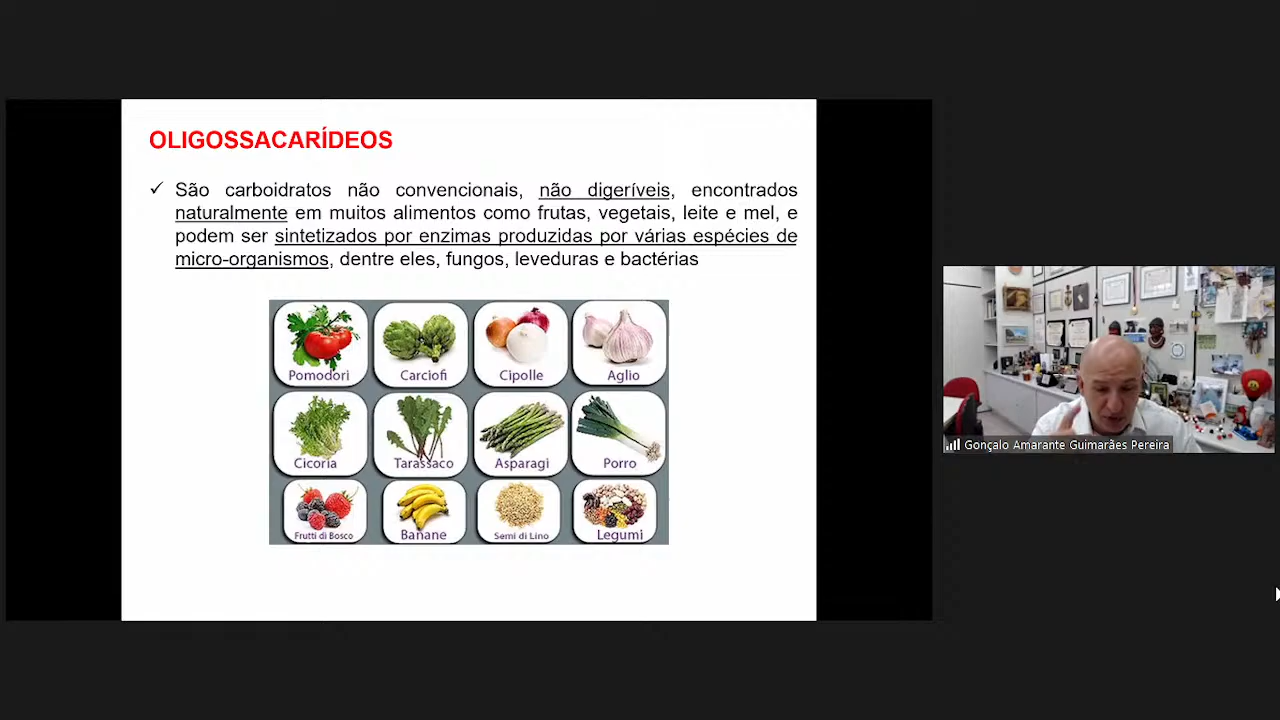 OLIGOSSACARÍDEOS
✓ São carboidratos não convencionais, não digeríveis, encontrados
naturalmente em muitos alimentos como frutas, vegetais, leite e mel, e
podem ser sintetizados por enzimas produzidas por várias espécies de
micro-organismos, dentre eles, fungos, leveduras e bactérias
Pomodori
Carciofi
Cipolle
Aglio
Cicoria
Tarassaco
Asparagi
Porro
Frutti di Bosco
Banane
Semi di Lino
Legumi
Gonçalo Amarante Guimarães Pereira